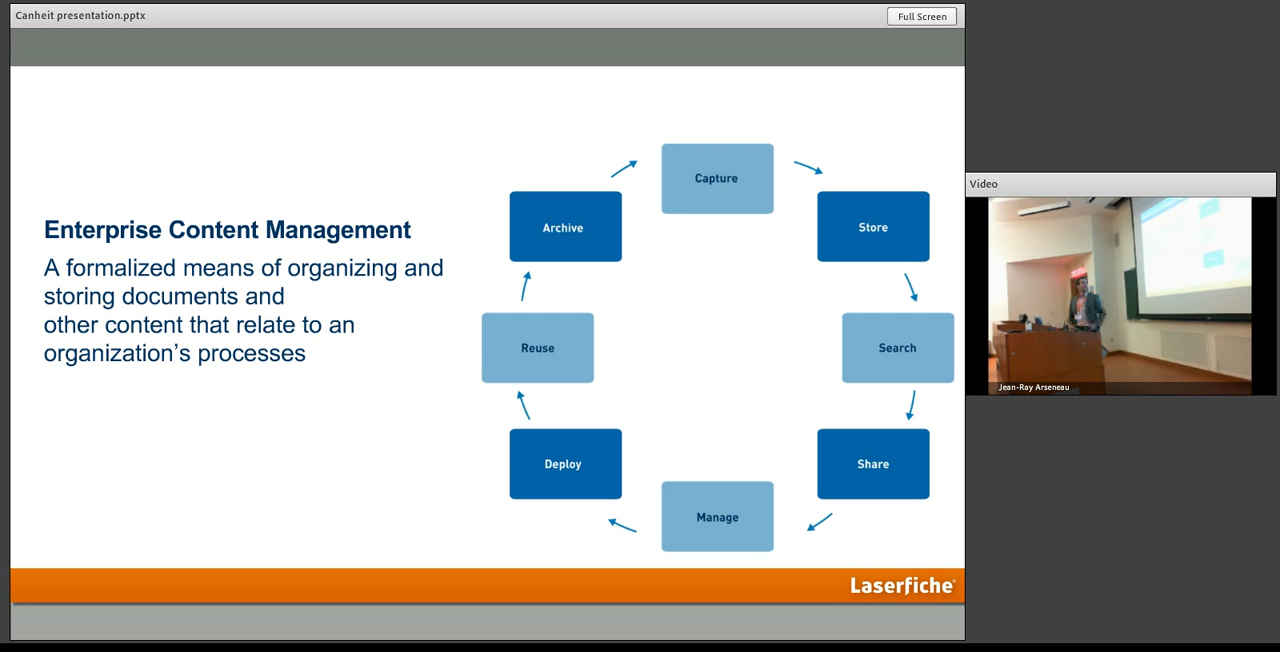 Canheit presentation.pptx
Full Screen
Enterprise Content Management
A formalized means of organizing and
storing documents and
other content that relate to an
organization’s processes
Capture
Store
Search
Share
Manage
Deploy
Reuse
Archive
Laserfiche®
Video
Jean-Ray Arseneau